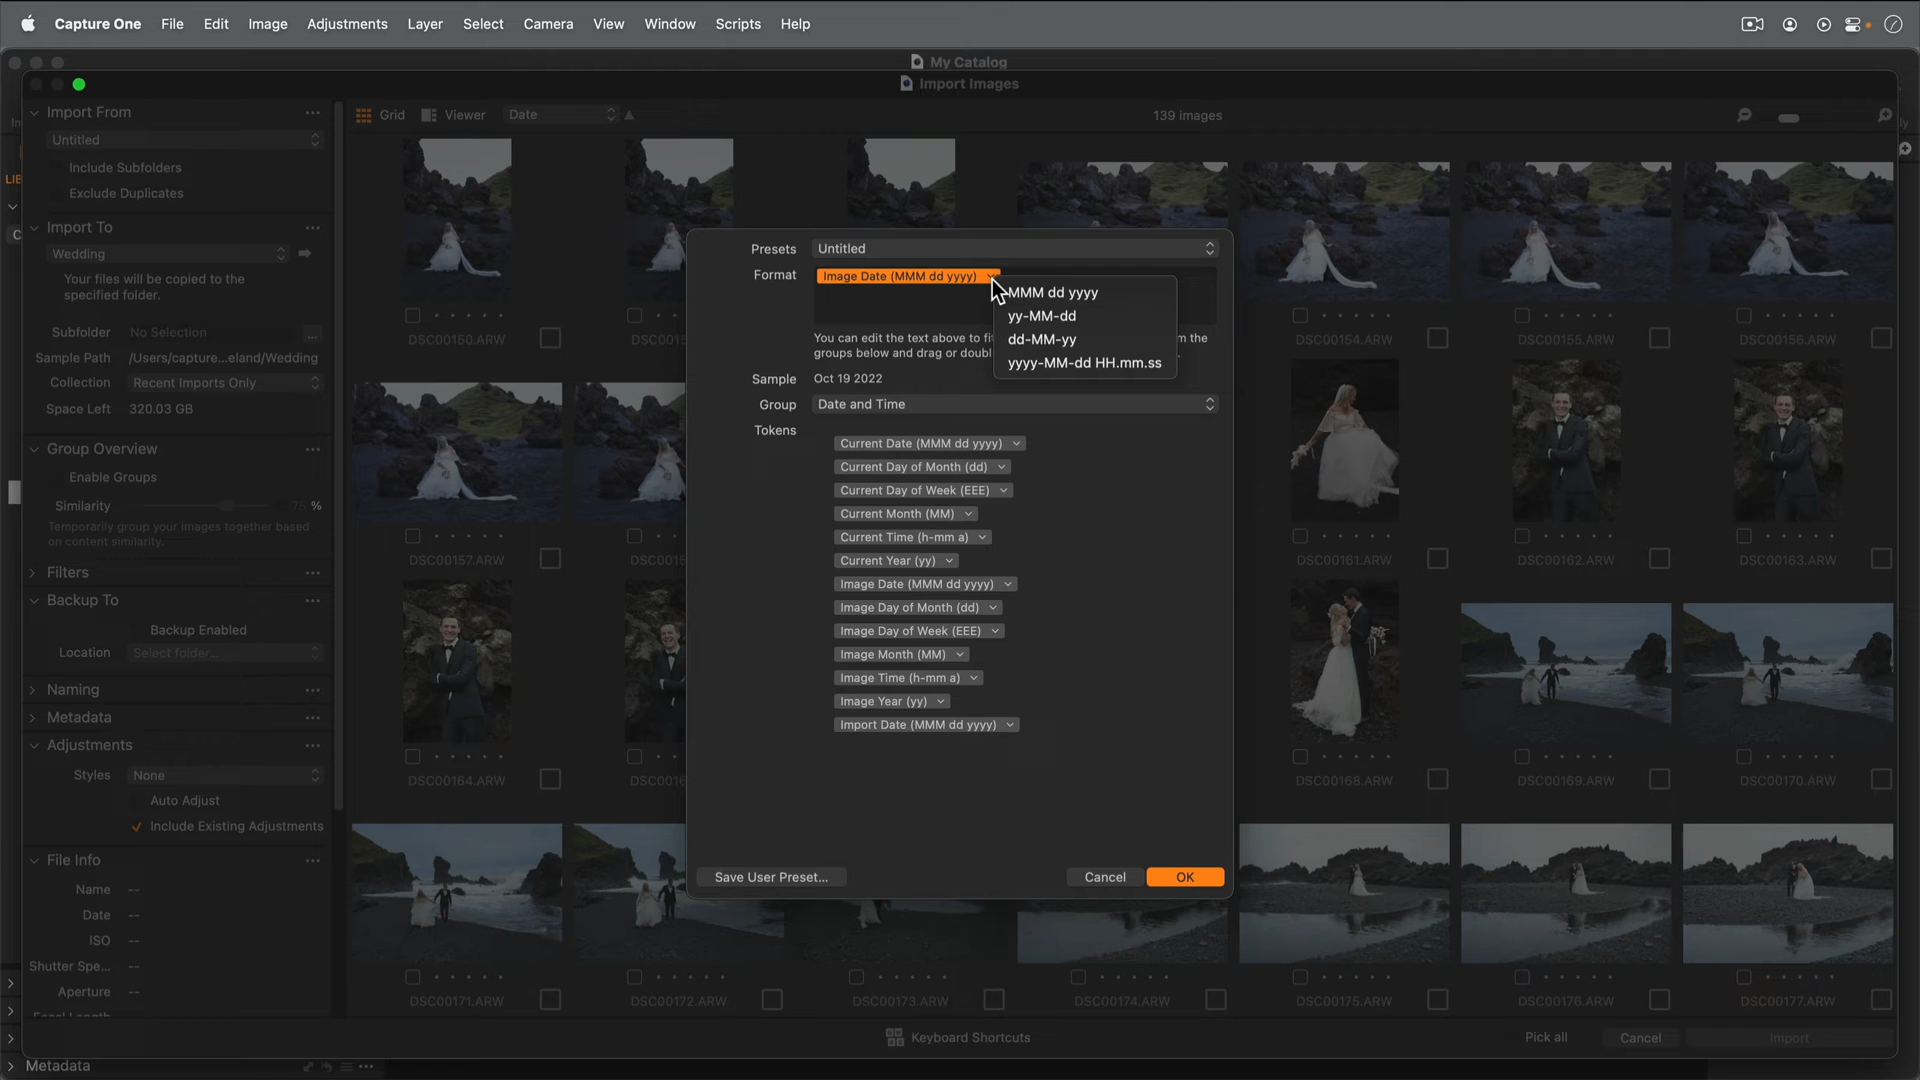 Capture One File Edit Image Adjustments Layer Select Camera View Window Scripts Help
My Catalog
Import Images
Import From
Untitled
Include Subfolders
Exclude Duplicates
Import To
Wedding
Your files will be copied to the
specified folder.
Subfolder No Selection ...
Sample Path /Users/capture...eland/Wedding
Collection Recent Imports Only
Space Left 320.03 GB
Group Overview
Enable Groups
Similarity 75 %
Temporarily group your images together based
on content similarity.
Filters
Backup To
Backup Enabled
Location Select folder...
Naming
Metadata
Adjustments
Styles None
Auto Adjust
Include Existing Adjustments
File Info
Name --
Date --
ISO --
Shutter Spe... --
Aperture --
Metadata
Grid Viewer Date 139 images
DSC00150.ARW DSC0015 DSC00154.ARW DSC00155.ARW DSC00156.ARW
DSC00157.ARW DSC0015 DSC00161.ARW DSC00162.ARW DSC00163.ARW
DSC00164.ARW DSC0016 DSC00168.ARW DSC00169.ARW DSC00170.ARW
DSC00171.ARW DSC00172.ARW DSC00173.ARW DSC00174.ARW DSC00175.ARW DSC00176.ARW DSC00177.ARW
Presets Untitled
Format Image Date (MMM dd yyyy)
MMM dd yyyy
yy-MM-dd
dd-MM-yy
yyyy-MM-dd HH.mm.ss
You can edit the text above to fi m the
groups below and drag or doubl
Sample Oct 19 2022
Group Date and Time
Tokens
Current Date (MMM dd yyyy)
Current Day of Month (dd)
Current Day of Week (EEE)
Current Month (MM)
Current Time (h-mm a)
Current Year (yy)
Image Date (MMM dd yyyy)
Image Day of Month (dd)
Image Day of Week (EEE)
Image Month (MM)
Image Time (h-mm a)
Image Year (yy)
Import Date (MMM dd yyyy)
Save User Preset... Cancel OK
Keyboard Shortcuts Pick all Cancel Import